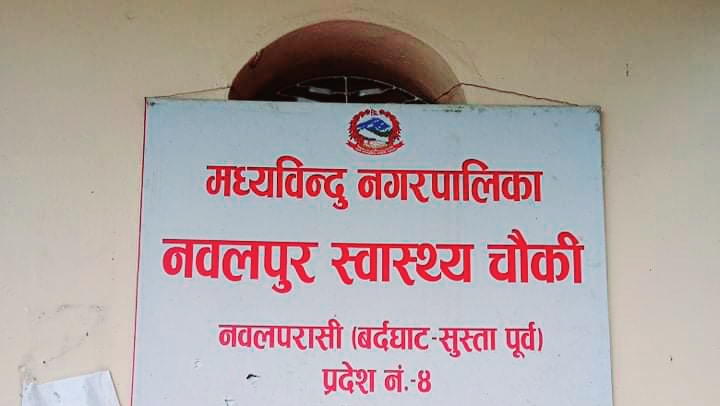 मध्यविन्दु नगरपालिका
नवलपुर स्वास्थ्य चौकी
नवलपरासी (बर्दघाट-सुस्ता पूर्व)
प्रदेश नं.-४